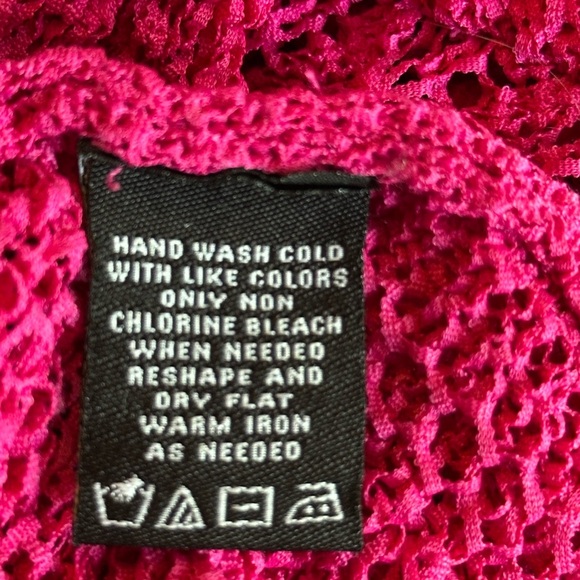 HAND WASH COLD
WITH LIKE COLORS
ONLY NON
CHLORINE BLEACH
WHEN NEEDED
RESHAPE AND
DRY FLAT
WARM IRON
AS NEEDED